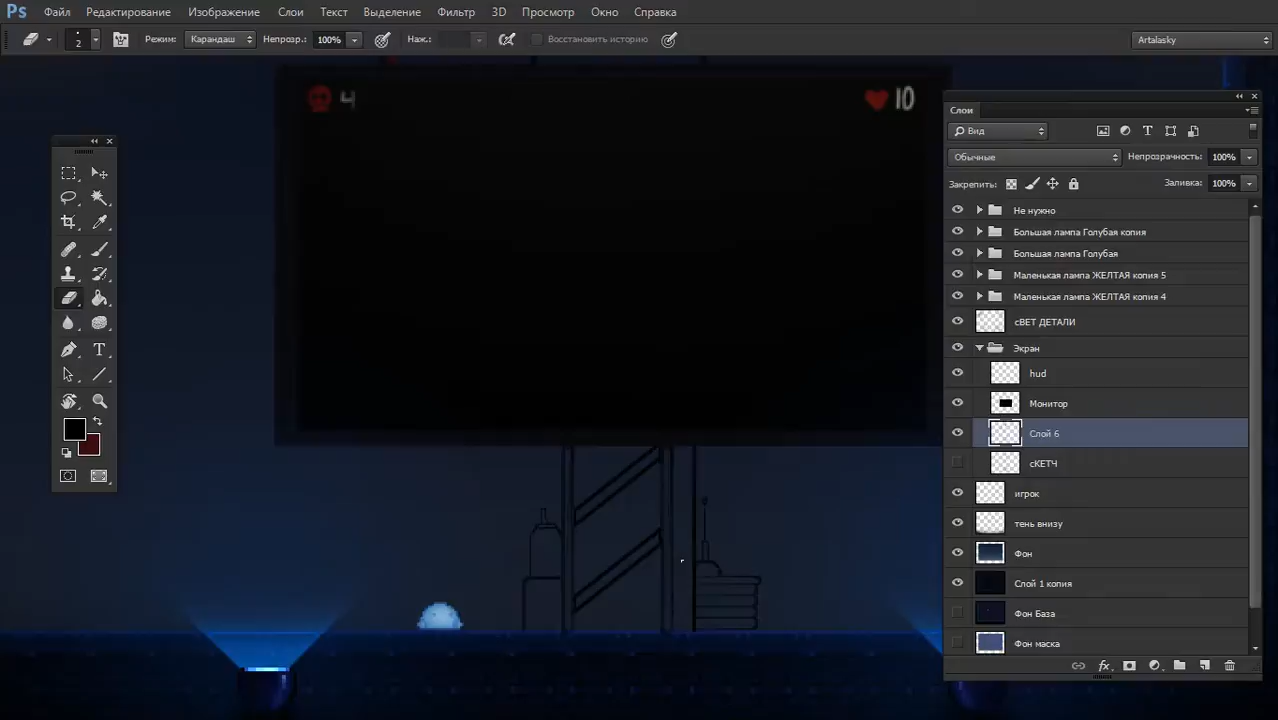 Ps Файл Редактирование Изображение Слои Текст Выделение Фильтр 3D Просмотр Окно Справка
2 Режим: Карандаш Непрозр.: 100% Наж.: Восстановить историю Artalasky
4 10
Слои
Вид
Обычные Непрозрачность: 100%
Закрепить: Заливка: 100%
Не нужно
Большая лампа Голубая копия
Большая лампа Голубая
Маленькая лампа ЖЕЛТАЯ копия 5
Маленькая лампа ЖЕЛТАЯ копия 4
сВЕТ ДЕТАЛИ
Экран
hud
Монитор
Слой 6
сКЕТЧ
игрок
тень внизу
Фон
Слой 1 копия
Фон База
Фон маска
fx